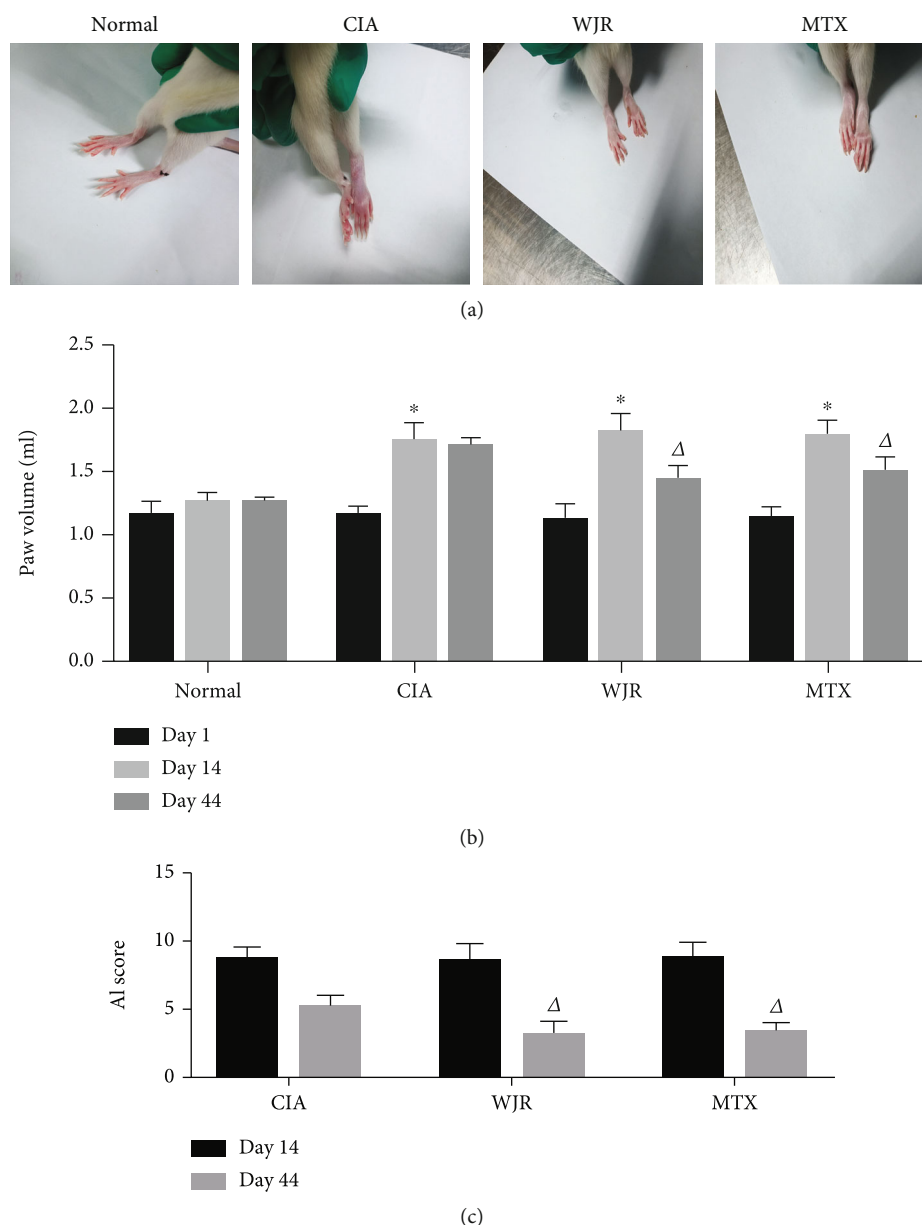 Normal CIA WJR MTX
(a)
2.5
2.0
1.5
1.0
0.5
0.0
Paw volume (ml)
*
*
Δ
*
Δ
Normal CIA WJR MTX
Day 1
Day 14
Day 44
(b)
15
10
5
0
AI score
Δ
Δ
CIA WJR MTX
Day 14
Day 44
(c)